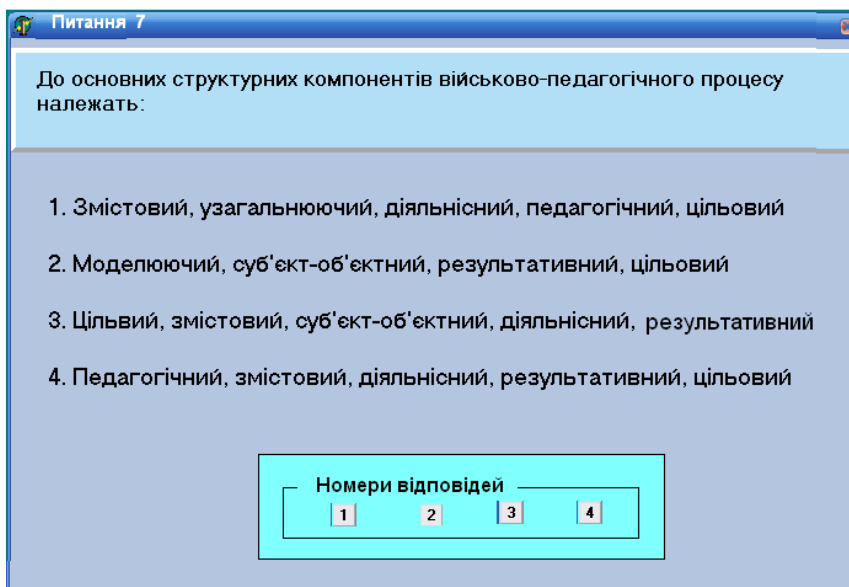 Питання 7
До основних структурних компонентів військово-педагогічного процесу
належать:
1. Змістовий, узагальнюючий, діяльнісний, педагогічний, цільовий
2. Моделюючий, суб'єкт-об'єктний, результативний, цільовий
3. Цільвий, змістовий, суб'єкт-об'єктний, діяльнісний, результативний
4. Педагогічний, змістовий, діяльнісний, результативний, цільовий
Номери відповідей
1 2 3 4